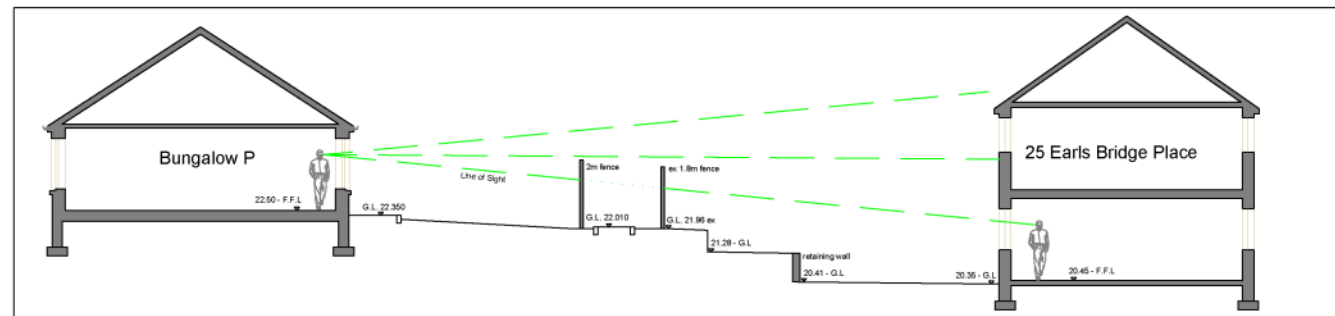 Bungalow P
25 Earls Bridge Place
2m fence
ex 1.8m fence
Line of Sight
22.50 - F.F.L
G.L. 22.350
G.L. 22.010
G.L. 21.96 ex
21.28 - G.L
retaining wall
20.41 - G.L
20.36 - G.L
20.45 - F.F.L